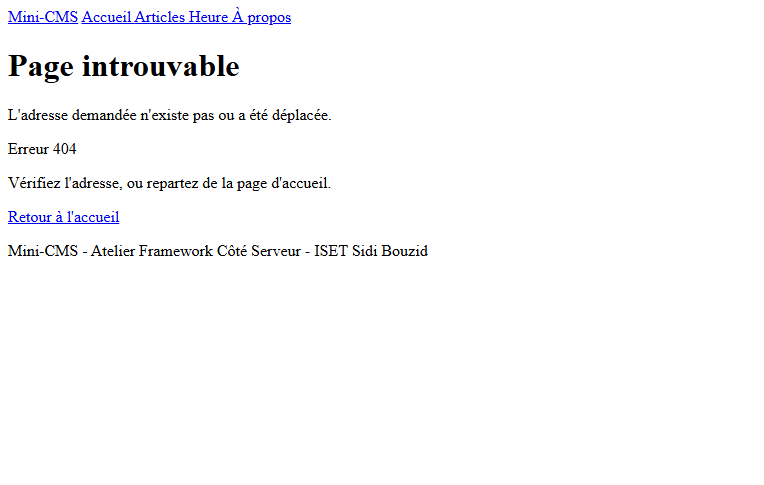 Mini-CMS Accueil Articles Heure À propos
Page introuvable
L'adresse demandée n'existe pas ou a été déplacée.
Erreur 404
Vérifiez l'adresse, ou repartez de la page d'accueil.
Retour à l'accueil
Mini-CMS - Atelier Framework Côté Serveur - ISET Sidi Bouzid